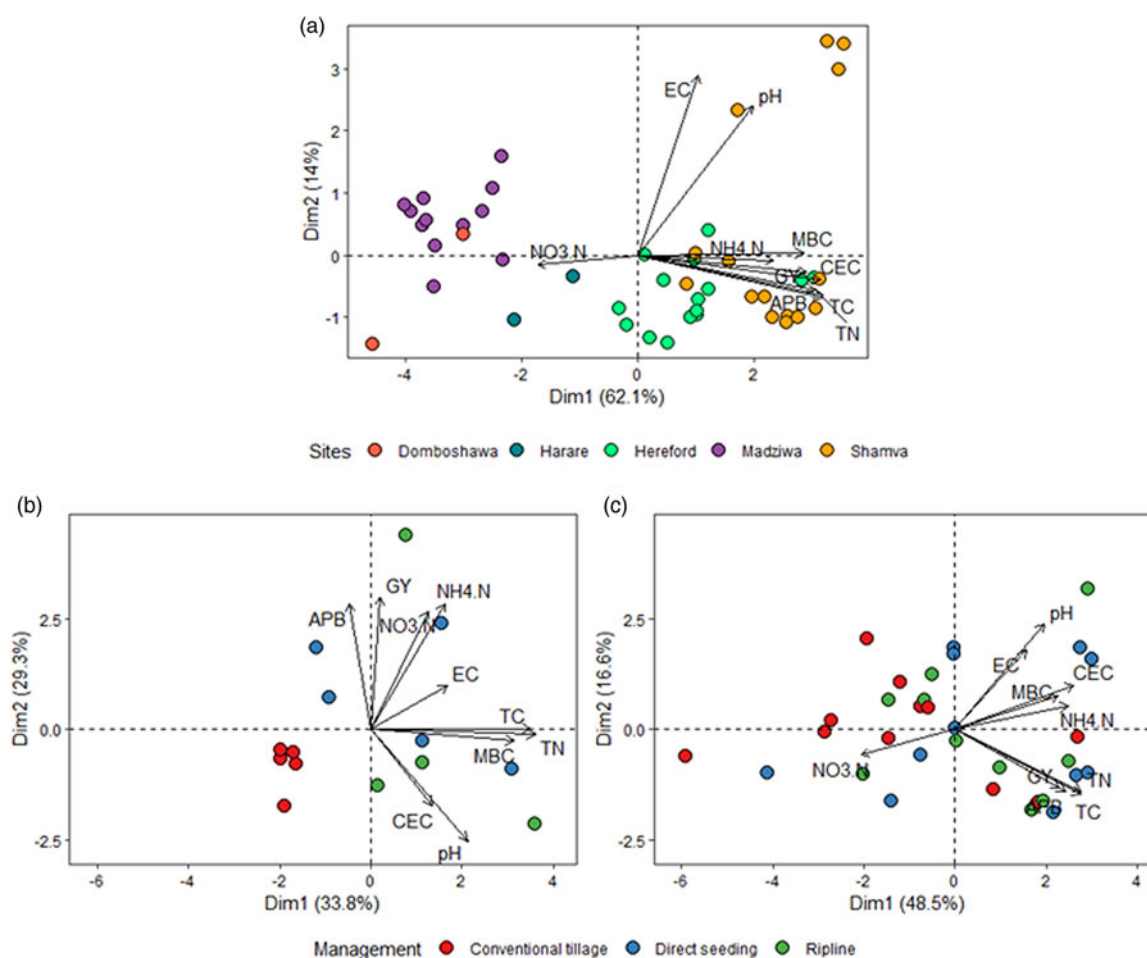 (a)
3
2
1
0
-1
Dim2 (14%)
EC
pH
NO3.N
NH4.N
MBC
GY
CEC
APB
TC
TN
-4
-2
0
2
Dim1 (62.1%)
Sites Domboshawa Harare Hereford Madziwa Shamva
(b)
2.5
0.0
-2.5
Dim2 (29.3%)
APB
GY
NH4.N
NO3.N
EC
TC
TN
MBC
CEC
pH
-6
-4
-2
0
2
4
Dim1 (33.8%)
(c)
2.5
0.0
-2.5
Dim2 (16.6%)
pH
EC
CEC
MBC
NH4.N
NO3.N
GY
TN
APB
TC
-6
-4
-2
0
2
4
Dim1 (48.5%)
Management Conventional tillage Direct seeding Ripline